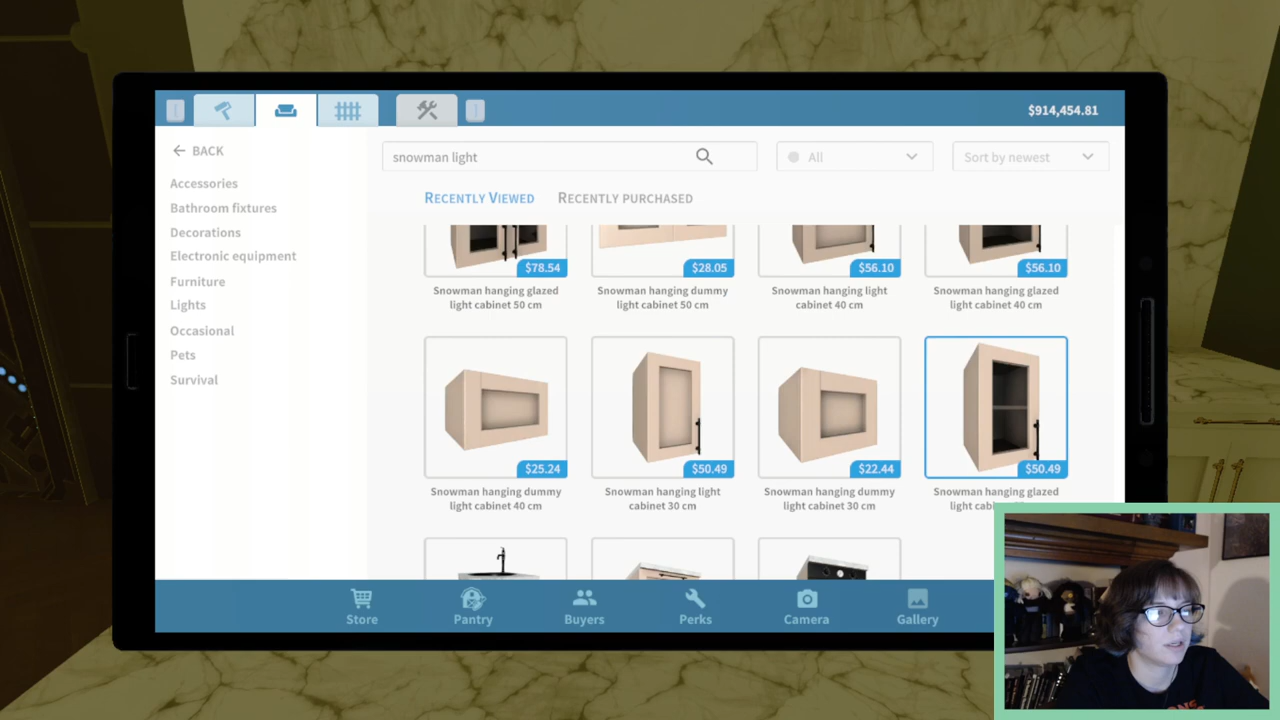 $914,454.81
BACK
snowman light
All
Sort by newest
Accessories
Bathroom fixtures
Decorations
Electronic equipment
Furniture
Lights
Occasional
Pets
Survival
RECENTLY VIEWED
RECENTLY PURCHASED
$78.54
$28.05
$56.10
$56.10
Snowman hanging glazed
light cabinet 50 cm
Snowman hanging dummy
light cabinet 50 cm
Snowman hanging light
cabinet 40 cm
Snowman hanging glazed
light cabinet 40 cm
$25.24
$50.49
$22.44
$50.49
Snowman hanging dummy
light cabinet 40 cm
Snowman hanging light
cabinet 30 cm
Snowman hanging dummy
light cabinet 30 cm
Snowman hanging glazed
light
Store
Pantry
Buyers
Perks
Camera
Gallery